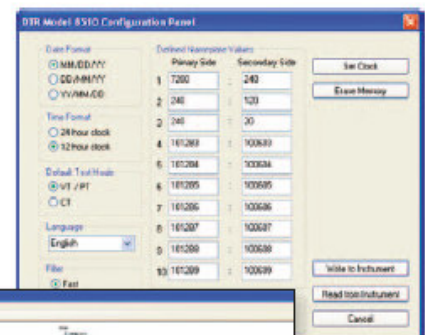 DTR Model 8510 Configuration Panel
Date Format
MM/DD/YY
DD/MM/YY
YY/MM/DD
Time Format
24 hour clock
12 hour clock
Default Test Mode
VT / PT
CT
Language
English
Filter
Fast
Defined Nameplate Values
Primary Side Secondary Side
1 7200 : 240
2 240 : 120
3 240 : 20
4 101203 : 100603
5 101204 : 100604
6 101205 : 100605
7 101206 : 100606
8 101207 : 100607
9 101208 : 100608
10 101209 : 100609
Set Clock
Erase Memory
Write to Instrument
Read from Instrument
Cancel